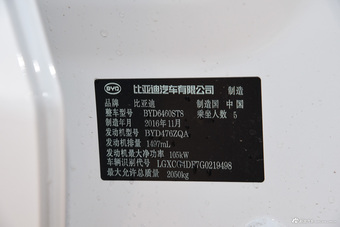 BYD 比亚迪汽车有限公司 制造
品牌 比亚迪 制造国 中国
整车型号 BYD6460ST8 乘坐人数 5
制造年月 2016年11月
发动机型号 BYD476ZQA
发动机排量 1497mL
发动机最大净功率 105kW
车辆识别代号 LGXCG4DF7G0219498
最大允许总质量 2050kg